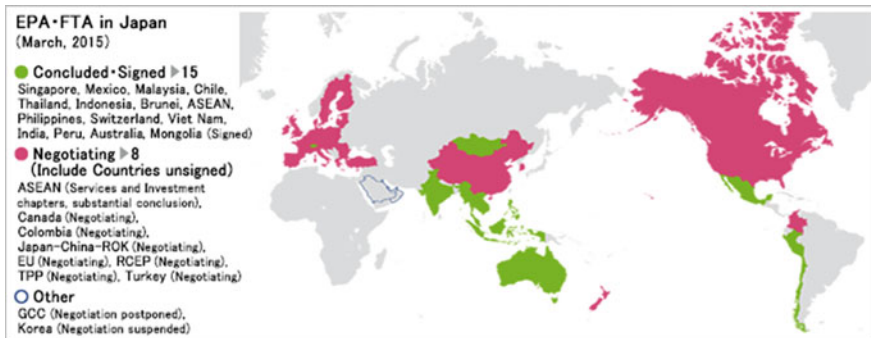 EPA・FTA in Japan
(March, 2015)
Concluded・Signed ▶15
Singapore, Mexico, Malaysia, Chile,
Thailand, Indonesia, Brunei, ASEAN,
Philippines, Switzerland, Viet Nam,
India, Peru, Australia, Mongolia (Signed)
Negotiating ▶8
(Include Countries unsigned)
ASEAN (Services and Investment
chapters, substantial conclusion),
Canada (Negotiating),
Colombia (Negotiating),
Japan-China-ROK (Negotiating),
EU (Negotiating), RCEP (Negotiating),
TPP (Negotiating), Turkey (Negotiating)
Other
GCC (Negotiation postponed),
Korea (Negotiation suspended)